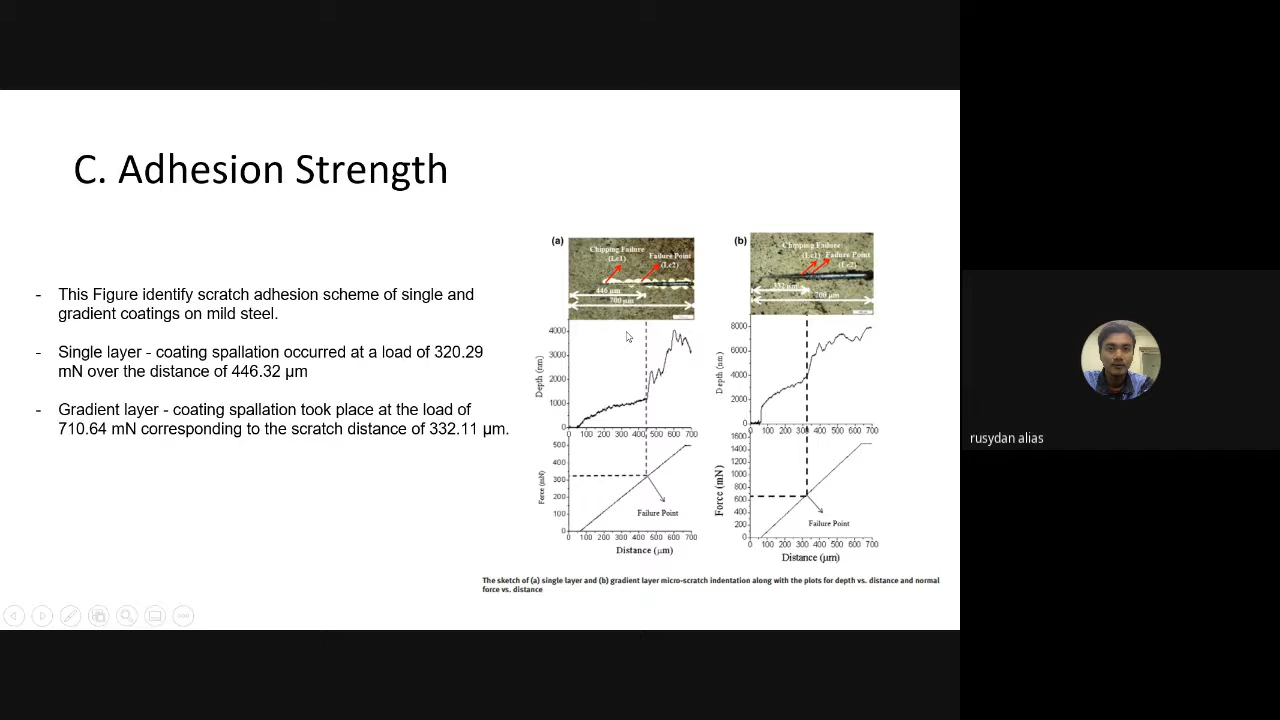 C. Adhesion Strength
- This Figure identify scratch adhesion scheme of single and
gradient coatings on mild steel.
- Single layer - coating spallation occurred at a load of 320.29
mN over the distance of 446.32 μm
- Gradient layer - coating spallation took place at the load of
710.64 mN corresponding to the scratch distance of 332.11 μm.
(a)
Chipping Failure
(Lc1)
Failure Point
(Lc2)
446 μm
700 μm
Depth (nm)
4000
3000
2000
1000
0
0 100 200 300 400 500 600 700
Force (mN)
500
400
300
200
100
0
Failure Point
0 100 200 300 400 500 600 700
Distance (μm)
(b)
Chipping Failure
(Lc1)
Failure Point
(Lc2)
332 μm
700 μm
Depth (nm)
8000
6000
4000
2000
0
0 100 200 300 400 500 600 700
Force (mN)
1600
1400
1200
1000
800
600
400
200
0
Failure Point
0 100 200 300 400 500 600 700
Distance (μm)
The sketch of (a) single layer and (b) gradient layer micro-scratch indentation along with the plots for depth vs. distance and normal
force vs. distance
rusydan alias